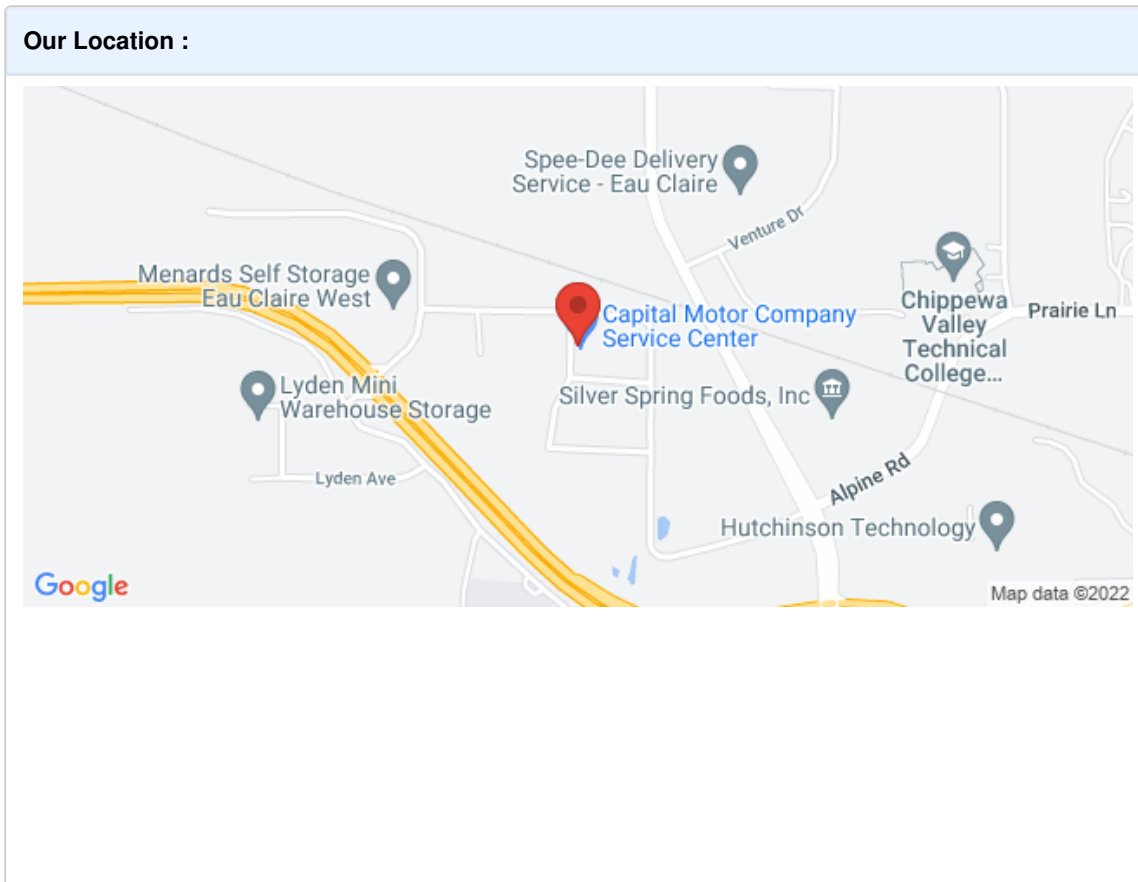 Our Location :
Spee-Dee Delivery
Service - Eau Claire
Venture Dr
Menards Self Storage
Eau Claire West
Capital Motor Company
Service Center
Chippewa
Valley
Technical
College...
Prairie Ln
Lyden Mini
Warehouse Storage
Silver Spring Foods, Inc
Lyden Ave
Alpine Rd
Hutchinson Technology
Google
Map data ©2022